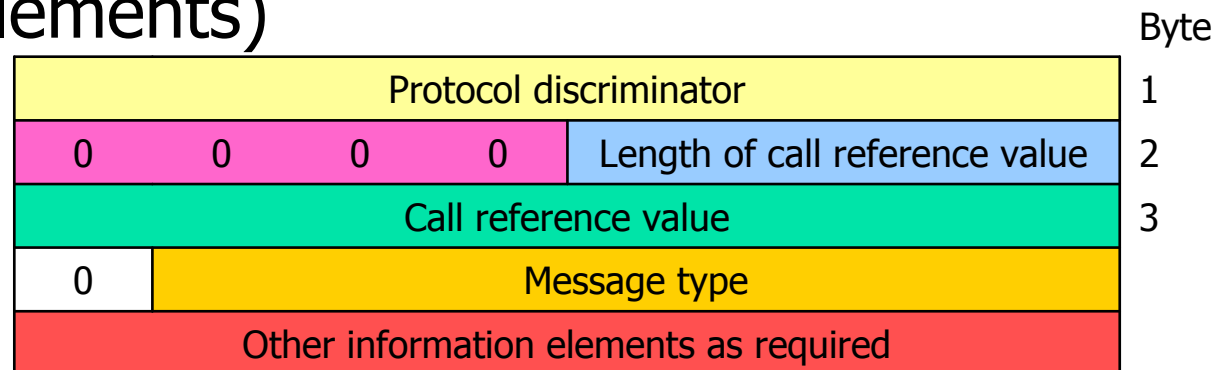 lements)
Byte
Protocol discriminator 1
0 0 0 0 Length of call reference value 2
Call reference value 3
0 Message type
Other information elements as required